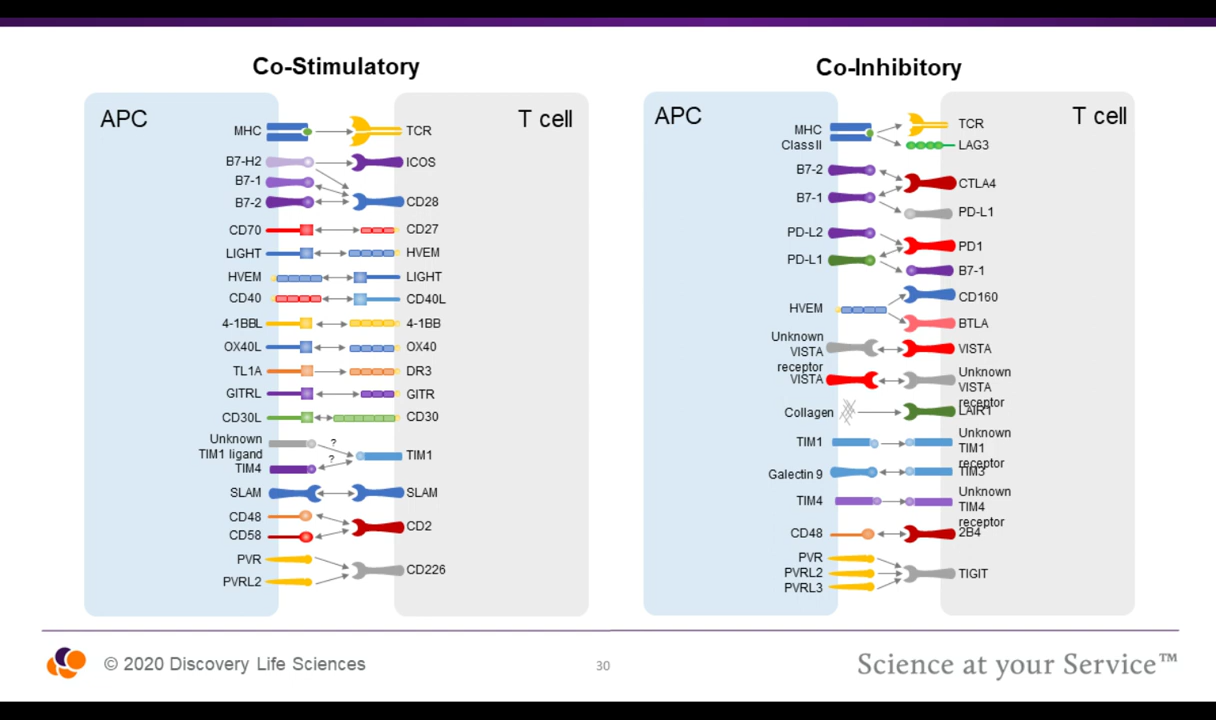 Co-Stimulatory
APC
T cell
MHC
TCR
B7-H2
ICOS
B7-1
B7-2
CD28
CD70
CD27
LIGHT
HVEM
HVEM
LIGHT
CD40
CD40L
4-1BBL
4-1BB
OX40L
OX40
TL1A
DR3
GITRL
GITR
CD30L
CD30
Unknown
TIM1 ligand
?
TIM4
?
TIM1
SLAM
SLAM
CD48
CD58
CD2
PVR
PVRL2
CD226
Co-Inhibitory
APC
T cell
MHC
Class II
TCR
LAG3
B7-2
CTLA4
B7-1
PD-L1
PD-L2
PD1
PD-L1
B7-1
HVEM
CD160
BTLA
Unknown
VISTA
receptor
VISTA
VISTA
Unknown
VISTA
receptor
Collagen
LAIR1
TIM1
Unknown
TIM1
receptor
Galectin 9
TIM3
TIM4
Unknown
TIM4
receptor
CD48
2B4
PVR
PVRL2
PVRL3
TIGIT
© 2020 Discovery Life Sciences
30
Science at your Service™